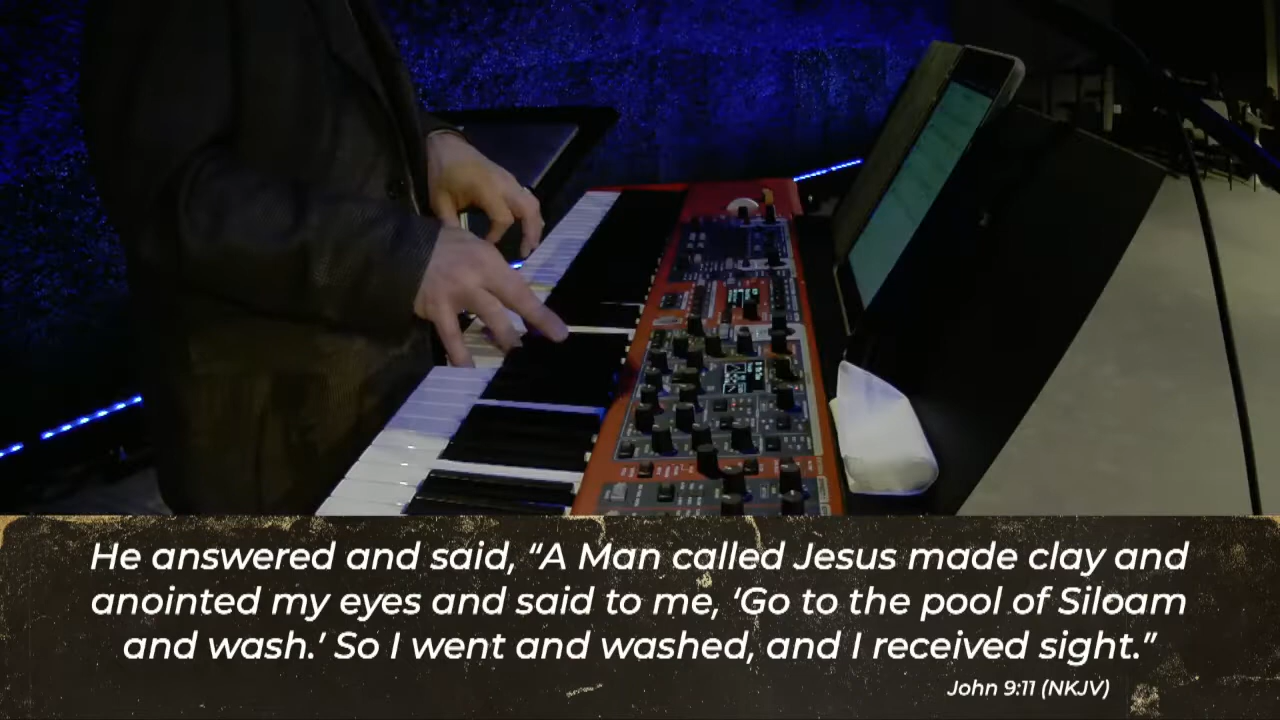 He answered and said, “A Man called Jesus made clay and
anointed my eyes and said to me, ‘Go to the pool of Siloam
and wash.’ So I went and washed, and I received sight.”
John 9:11 (NKJV)